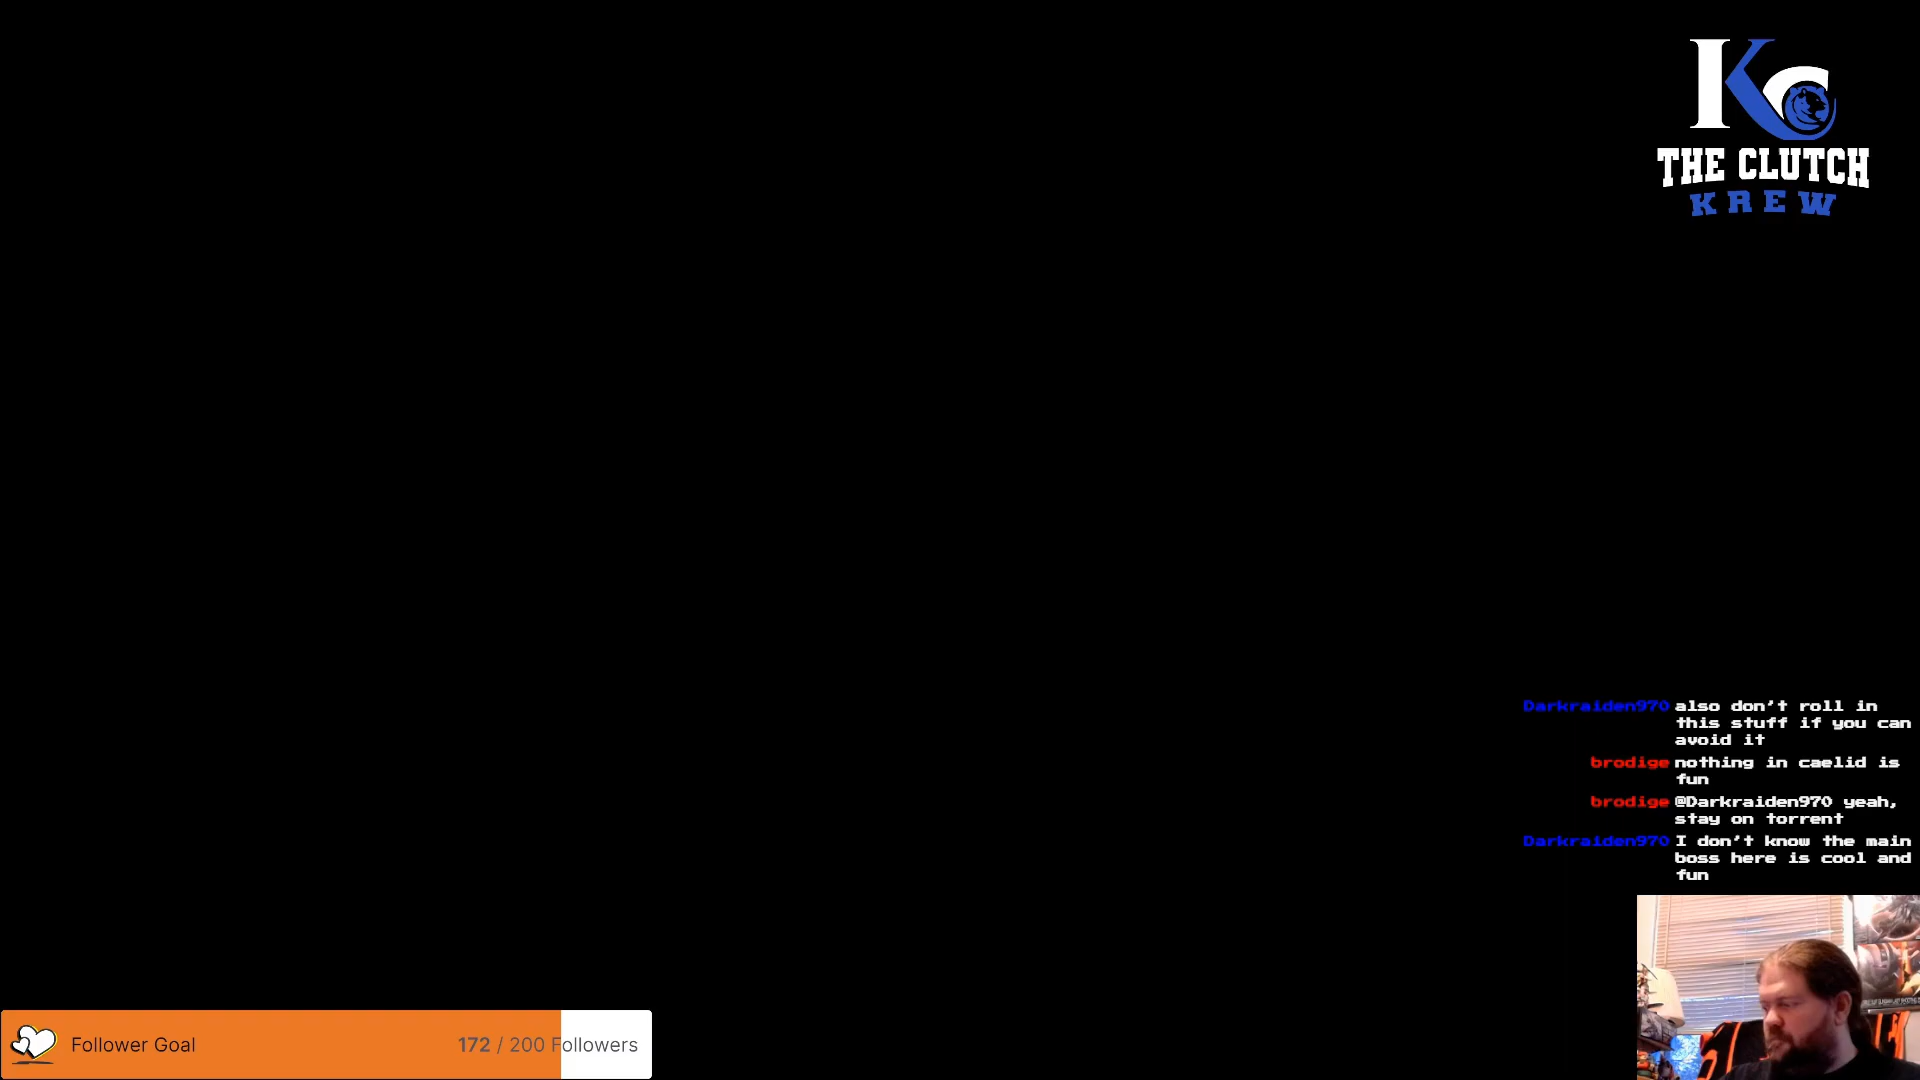 KC
THE CLUTCH
KREW
Darkraiden970 also don't roll in
this stuff if you can
avoid it
brodige nothing in caelid is
fun
brodige @Darkraiden970 yeah,
stay on torrent
Darkraiden970 I don't know the main
boss here is cool and
fun
Follower Goal 172 / 200 Followers